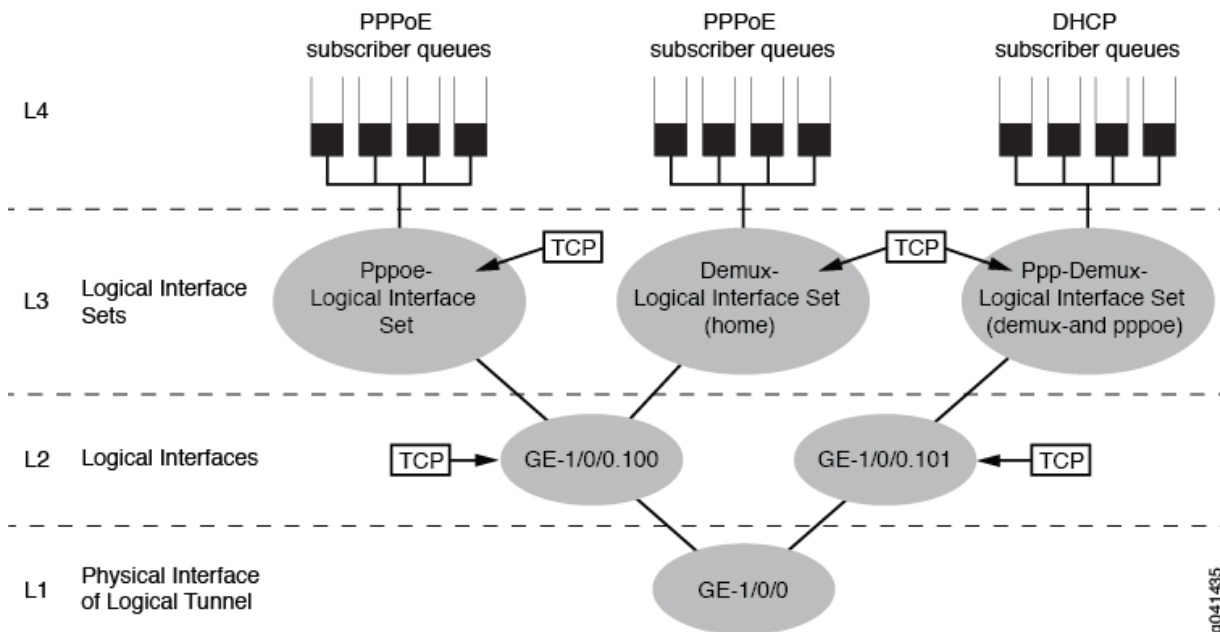 PPPoE
subscriber queues
PPPoE
subscriber queues
DHCP
subscriber queues
L4
TCP
TCP
L3
Logical Interface
Sets
Pppoe-
Logical Interface
Set
Demux-
Logical Interface Set
(home)
Ppp-Demux-
Logical Interface Set
(demux-and pppoe)
L2
Logical Interfaces
TCP
GE-1/0/0.100
GE-1/0/0.101
TCP
L1
Physical Interface
of Logical Tunnel
GE-1/0/0
g041435